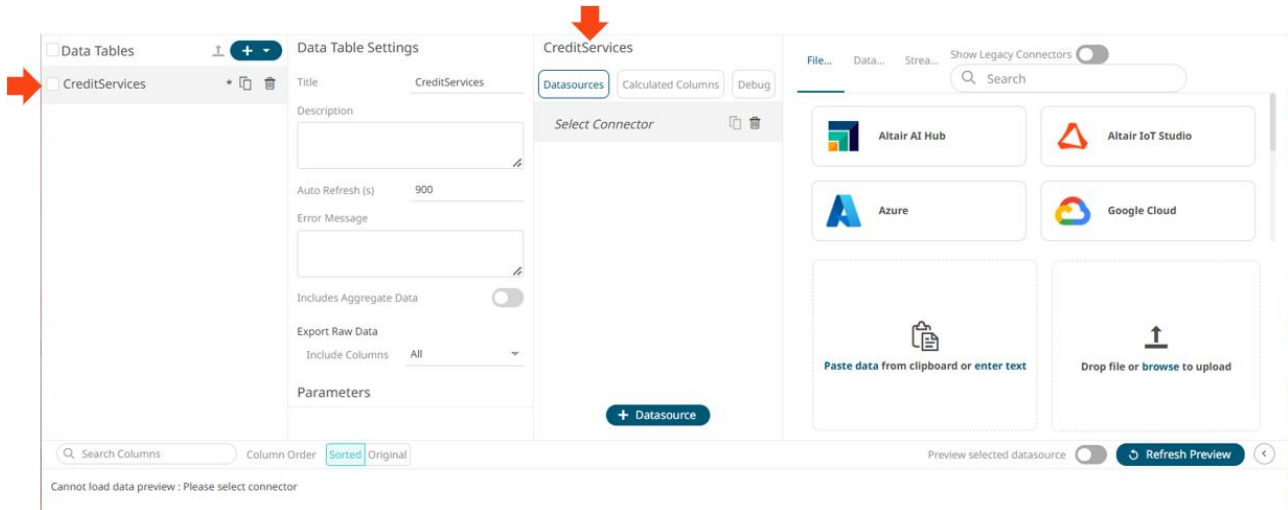 Data Tables
+
CreditServices
*
Data Table Settings
Title
CreditServices
Description
Auto Refresh (s)
900
Error Message
Includes Aggregate Data
Export Raw Data
Include Columns
All
Parameters
CreditServices
Datasources
Calculated Columns
Debug
Select Connector
+ Datasource
File...
Data...
Strea...
Show Legacy Connectors
Search
Altair AI Hub
Altair IoT Studio
Azure
Google Cloud
Paste data from clipboard or enter text
Drop file or browse to upload
Search Columns
Column Order
Sorted
Original
Preview selected datasource
Refresh Preview
Cannot load data preview : Please select connector